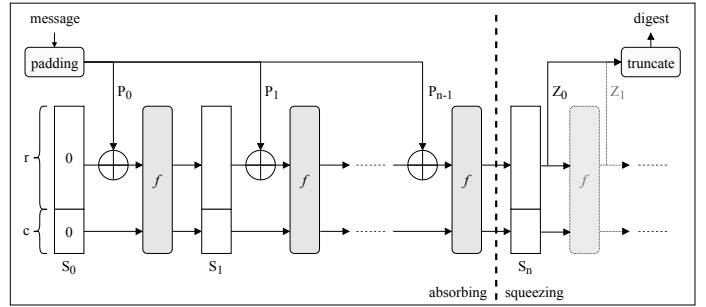 message
digest
padding
truncate
P0
P1
Pn-1
Z0
Z1
r
0
f
f
f
f
c
0
S0
S1
Sn
absorbing
squeezing